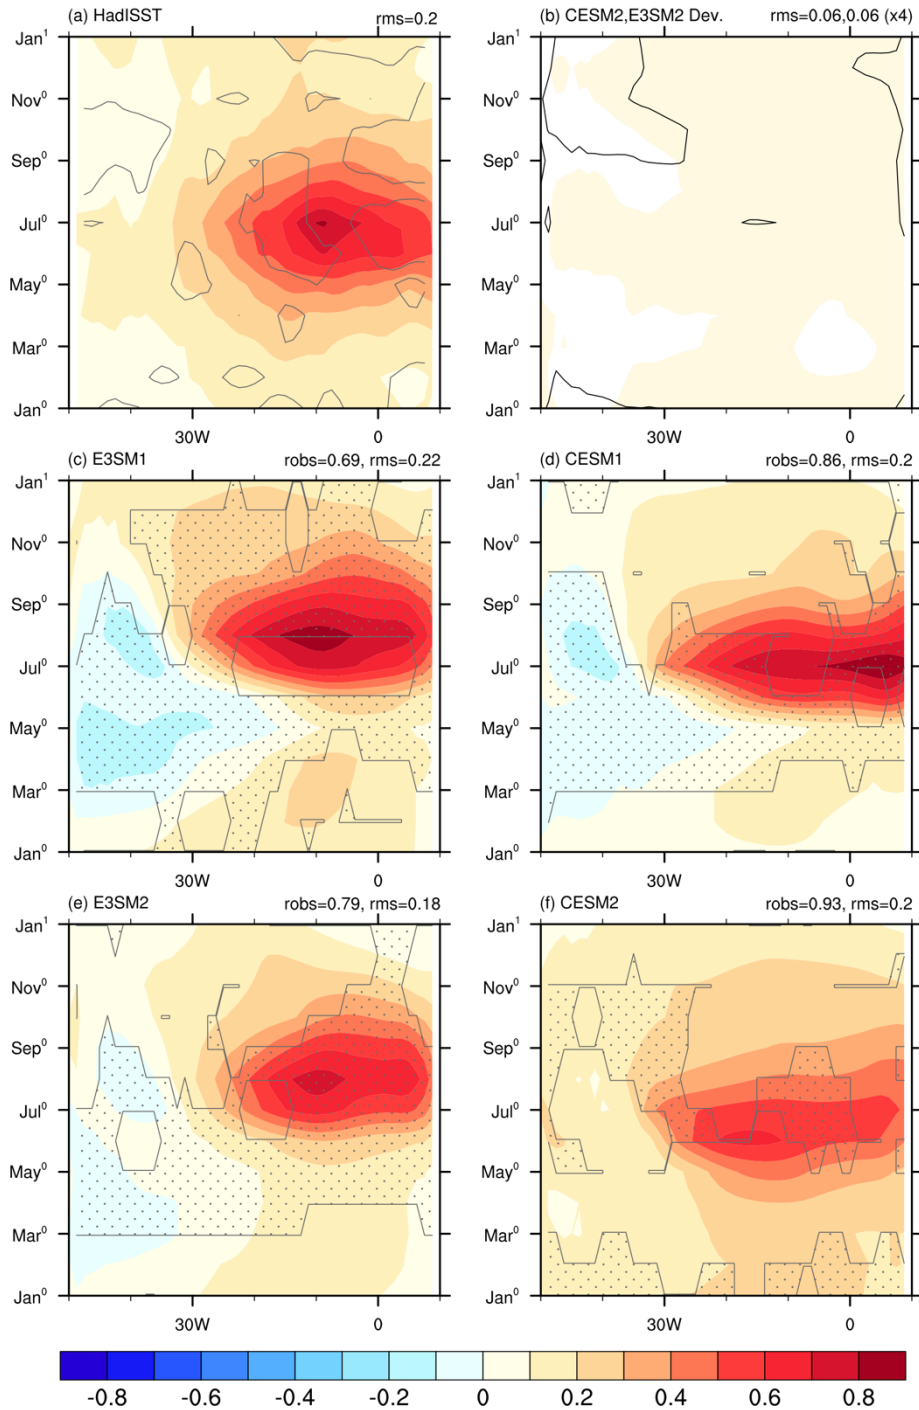 (a) HadISST rms=0.2
(b) CESM2,E3SM2 Dev. rms=0.06,0.06 (x4)
Jan¹
Nov⁰
Sep⁰
Jul⁰
May⁰
Mar⁰
Jan⁰
30W 0
Jan¹
Nov⁰
Sep⁰
Jul⁰
May⁰
Mar⁰
Jan⁰
30W 0
(c) E3SM1 robs=0.69, rms=0.22
(d) CESM1 robs=0.86, rms=0.2
Jan¹
Nov⁰
Sep⁰
Jul⁰
May⁰
Mar⁰
Jan⁰
30W 0
Jan¹
Nov⁰
Sep⁰
Jul⁰
May⁰
Mar⁰
Jan⁰
30W 0
(e) E3SM2 robs=0.79, rms=0.18
(f) CESM2 robs=0.93, rms=0.2
Jan¹
Nov⁰
Sep⁰
Jul⁰
May⁰
Mar⁰
Jan⁰
30W 0
Jan¹
Nov⁰
Sep⁰
Jul⁰
May⁰
Mar⁰
Jan⁰
30W 0
-0.8 -0.6 -0.4 -0.2 0 0.2 0.4 0.6 0.8